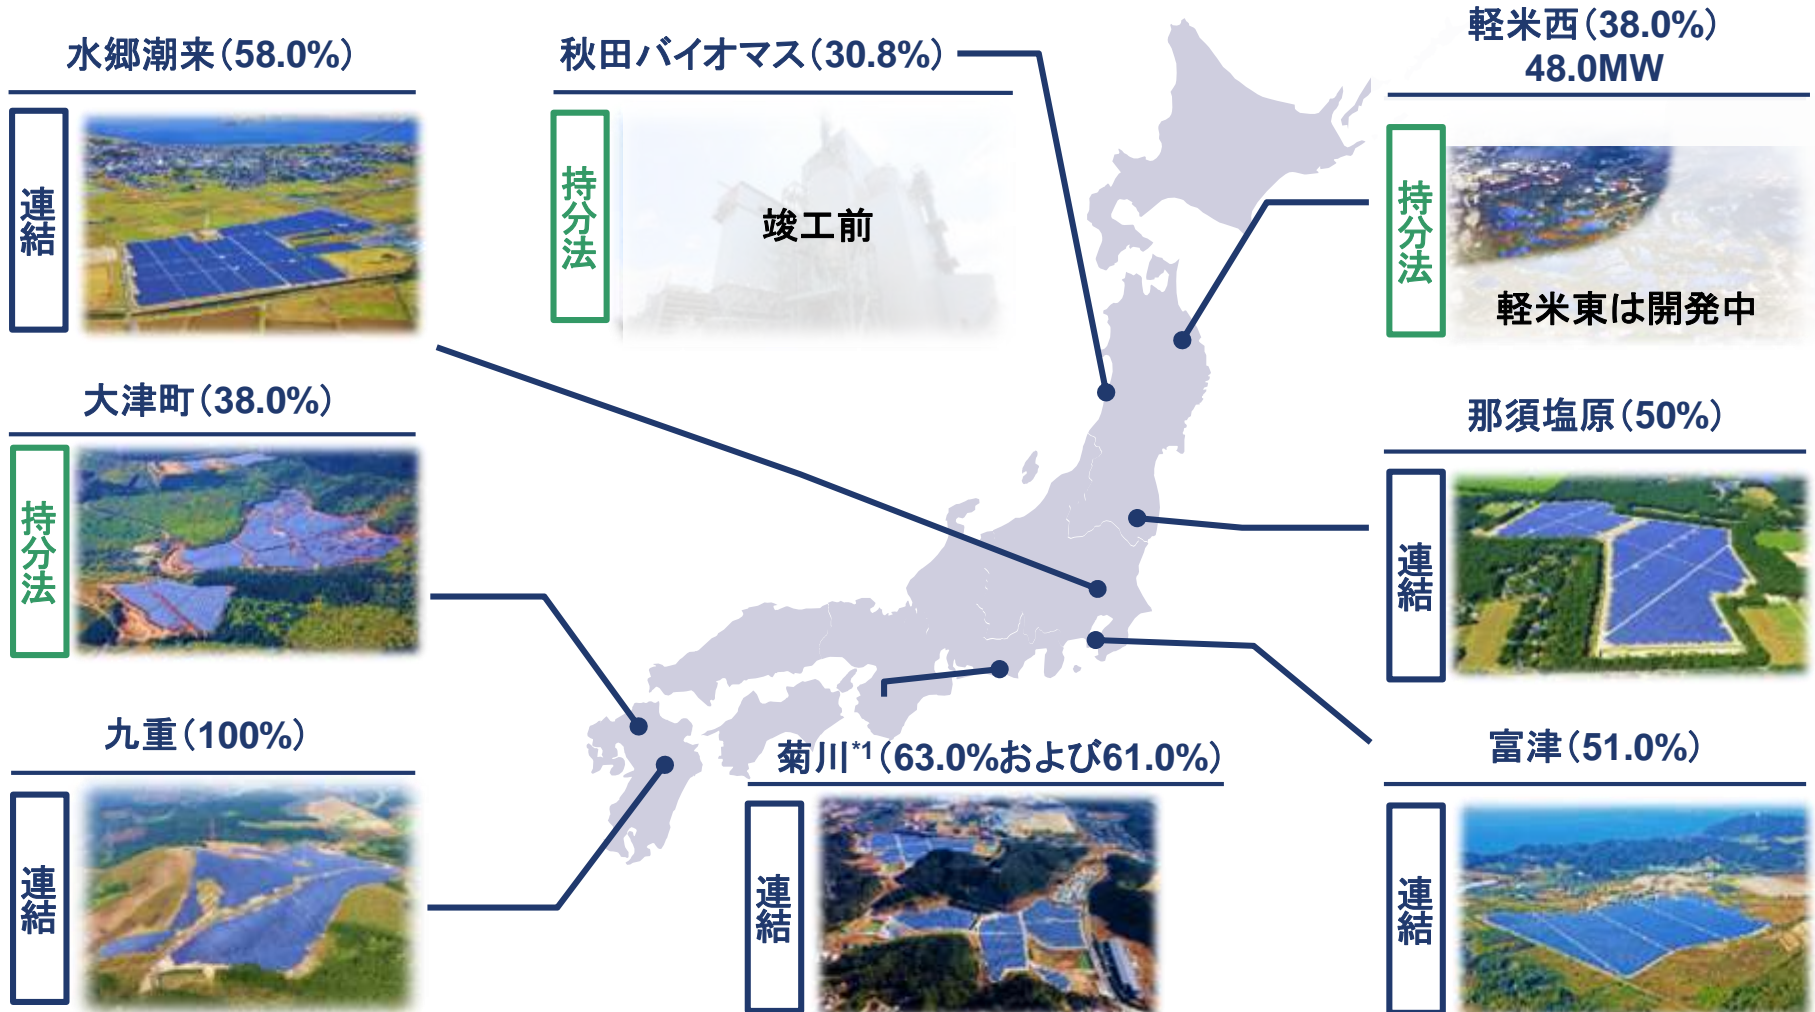 水郷潮来（58.0%）
連結
秋田バイオマス（30.8%）
持分法
竣工前
軽米西（38.0%）
48.0MW
持分法
軽米東は開発中
大津町（38.0%）
持分法
那須塩原（50%）
連結
九重（100%）
連結
菊川*1（63.0%および61.0%）
連結
富津（51.0%）
連結